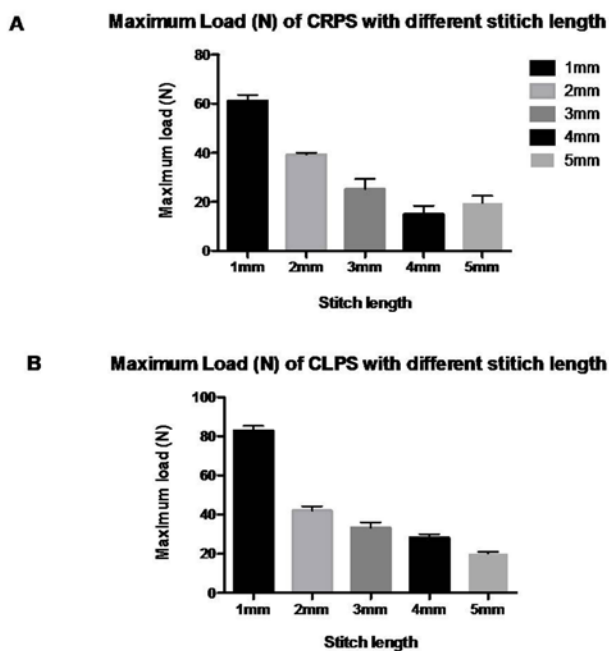 A
Maximum Load (N) of CRPS with different stitich length
Maximum load (N)
80
60
40
20
0
1mm 2mm 3mm 4mm 5mm
Stitch length
1mm
2mm
3mm
4mm
5mm
B
Maximum Load (N) of CLPS with different stitich length
Maximum load (N)
100
80
60
40
20
0
1mm 2mm 3mm 4mm 5mm
Stitch length